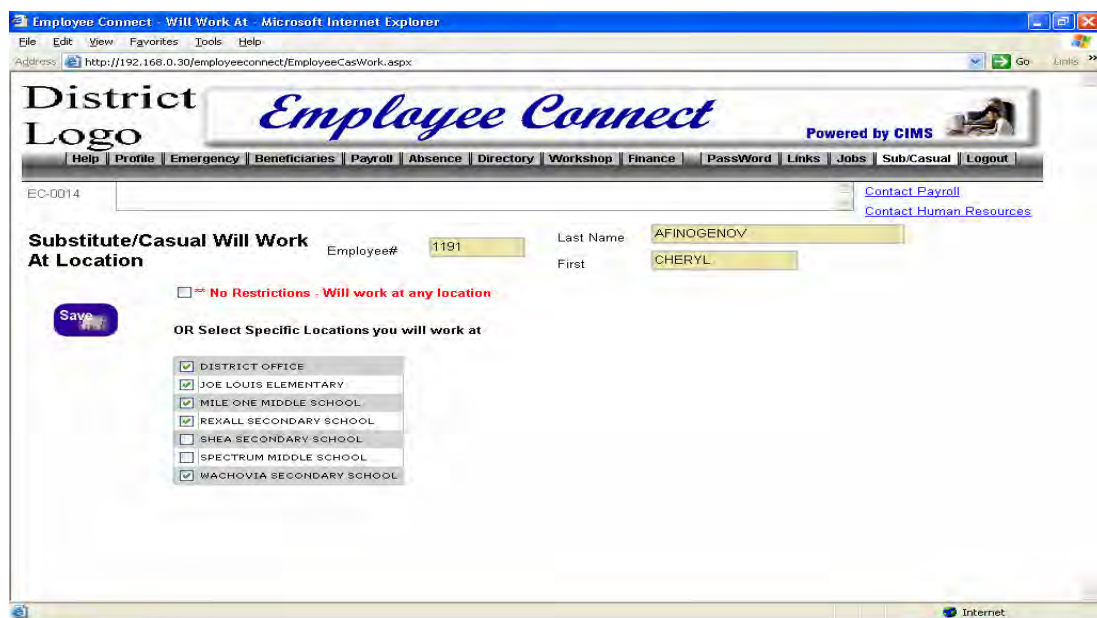 Employee Connect - Will Work At - Microsoft Internet Explorer
File Edit View Favorites Tools Help
Address http://192.168.0.30/employeeconnect/EmployeeCasWork.aspx Go Links »
District
Logo
Employee Connect
Powered by CIMS
| Help || Profile || Emergency || Beneficiaries || Payroll || Absence || Directory || Workshop || Finance | | PassWord || Links || Jobs || Sub/Casual || Logout |
EC-0014
Contact Payroll
Contact Human Resources
Substitute/Casual Will Work
At Location
Employee# 1191
Last Name AFINOGENOV
First CHERYL
** No Restrictions - Will work at any location
Save
OR Select Specific Locations you will work at
DISTRICT OFFICE
JOE LOUIS ELEMENTARY
MILE ONE MIDDLE SCHOOL
REXALL SECONDARY SCHOOL
SHEA SECONDARY SCHOOL
SPECTRUM MIDDLE SCHOOL
WACHOVIA SECONDARY SCHOOL
Internet